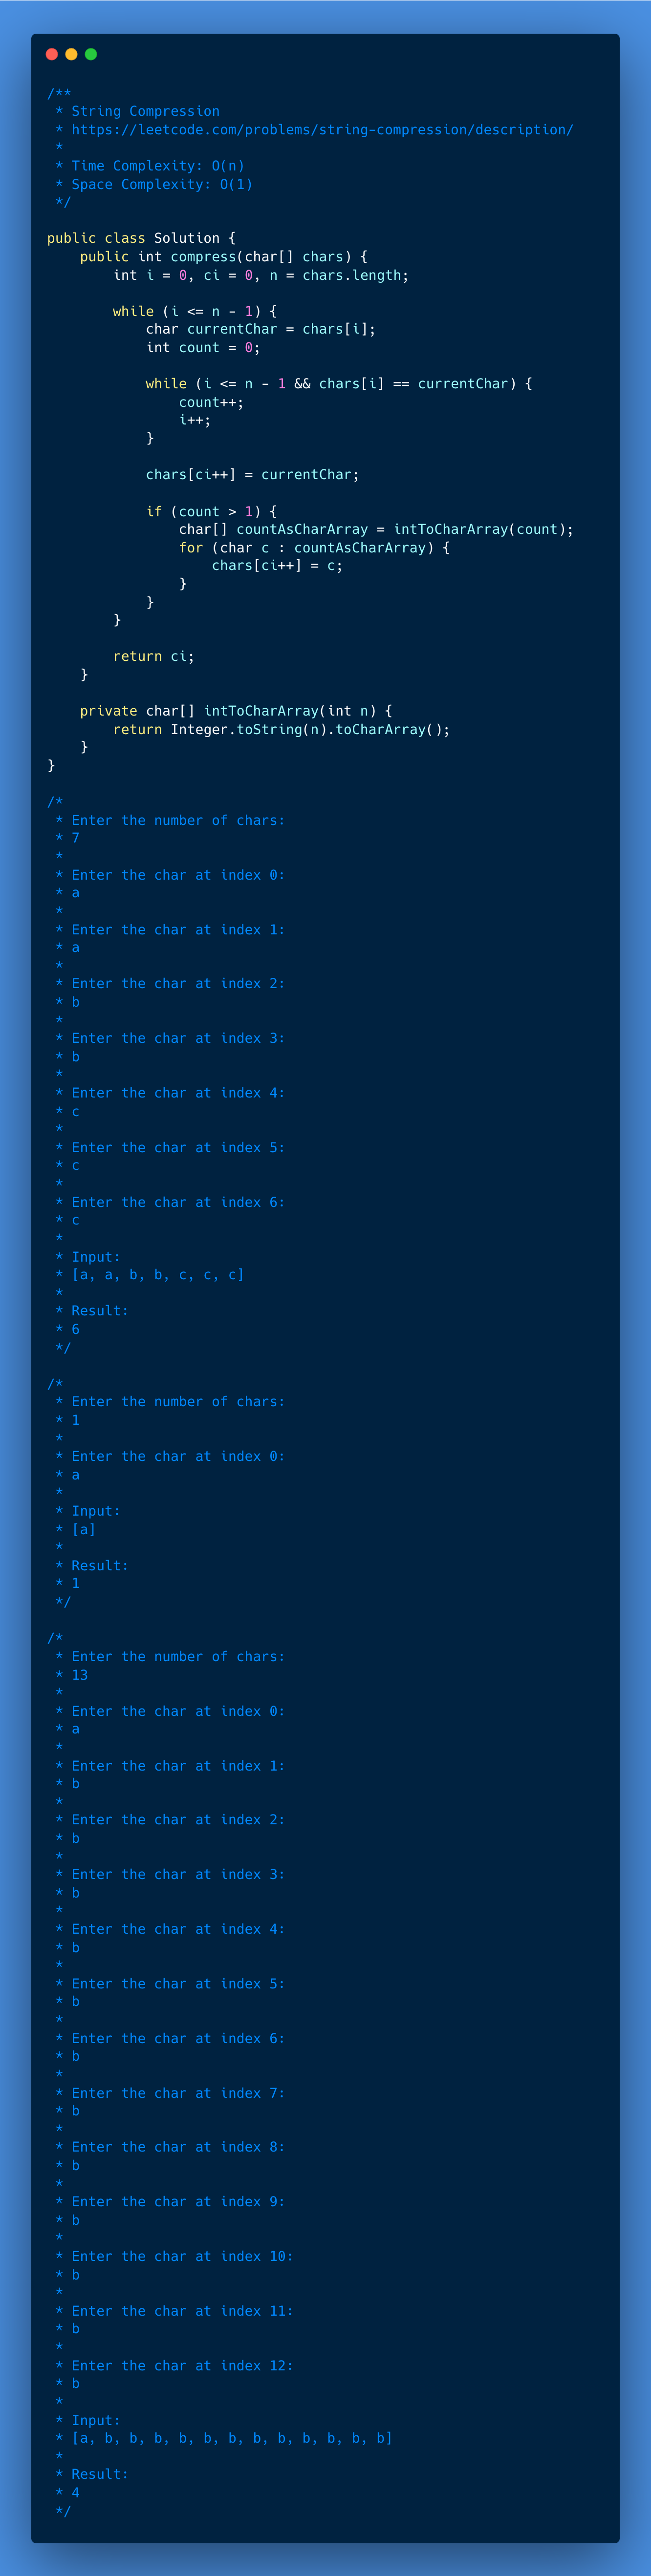 /**
 * String Compression
 * https://leetcode.com/problems/string-compression/description/
 *
 * Time Complexity: O(n)
 * Space Complexity: O(1)
 */

public class Solution {
    public int compress(char[] chars) {
        int i = 0, ci = 0, n = chars.length;

        while (i <= n - 1) {
            char currentChar = chars[i];
            int count = 0;

            while (i <= n - 1 && chars[i] == currentChar) {
                count++;
                i++;
            }

            chars[ci++] = currentChar;

            if (count > 1) {
                char[] countAsCharArray = intToCharArray(count);
                for (char c : countAsCharArray) {
                    chars[ci++] = c;
                }
            }
        }

        return ci;
    }

    private char[] intToCharArray(int n) {
        return Integer.toString(n).toCharArray();
    }
}

/*
 * Enter the number of chars:
 * 7
 *
 * Enter the char at index 0:
 * a
 *
 * Enter the char at index 1:
 * a
 *
 * Enter the char at index 2:
 * b
 *
 * Enter the char at index 3:
 * b
 *
 * Enter the char at index 4:
 * c
 *
 * Enter the char at index 5:
 * c
 *
 * Enter the char at index 6:
 * c
 *
 * Input:
 * [a, a, b, b, c, c, c]
 *
 * Result:
 * 6
 */

/*
 * Enter the number of chars:
 * 1
 *
 * Enter the char at index 0:
 * a
 *
 * Input:
 * [a]
 *
 * Result:
 * 1
 */

/*
 * Enter the number of chars:
 * 13
 *
 * Enter the char at index 0:
 * a
 *
 * Enter the char at index 1:
 * b
 *
 * Enter the char at index 2:
 * b
 *
 * Enter the char at index 3:
 * b
 *
 * Enter the char at index 4:
 * b
 *
 * Enter the char at index 5:
 * b
 *
 * Enter the char at index 6:
 * b
 *
 * Enter the char at index 7:
 * b
 *
 * Enter the char at index 8:
 * b
 *
 * Enter the char at index 9:
 * b
 *
 * Enter the char at index 10:
 * b
 *
 * Enter the char at index 11:
 * b
 *
 * Enter the char at index 12:
 * b
 *
 * Input:
 * [a, b, b, b, b, b, b, b, b, b, b, b, b]
 *
 * Result:
 * 4
 */